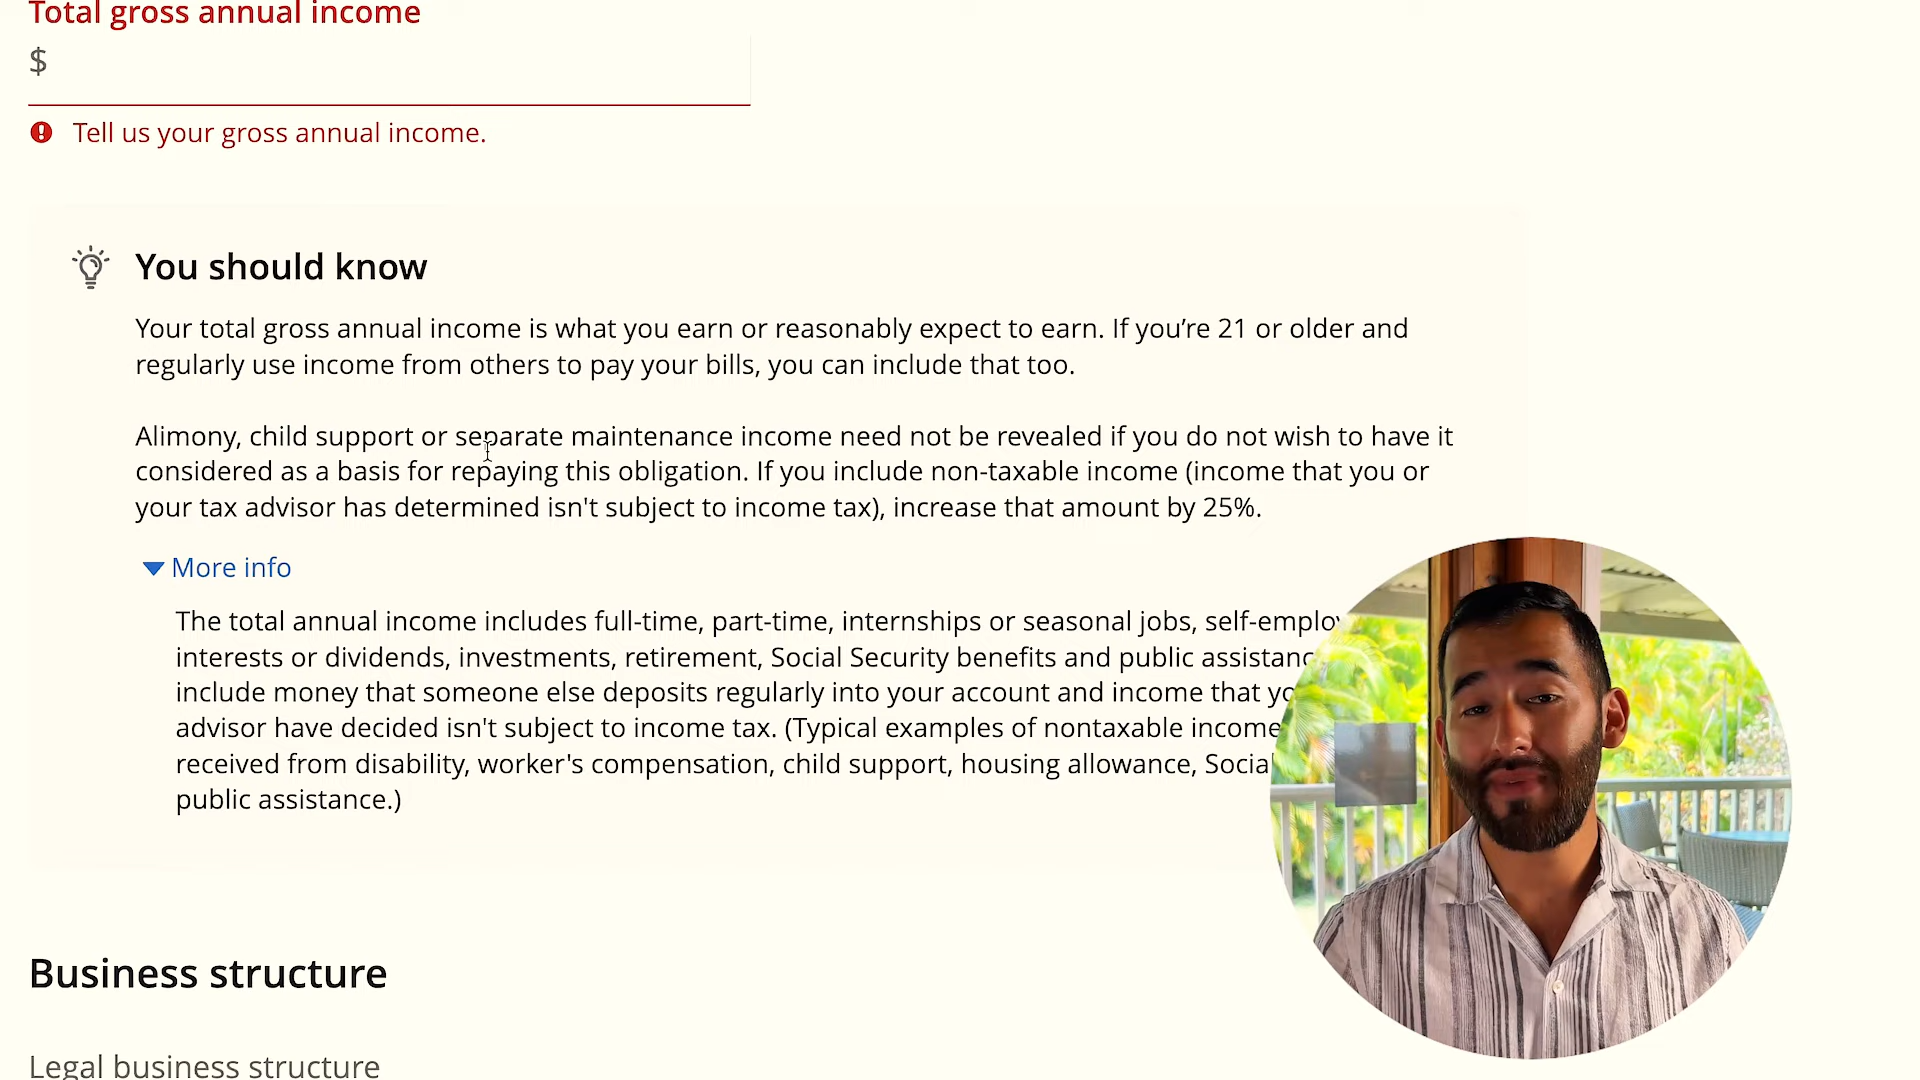 Total gross annual income
$
Tell us your gross annual income.
You should know
Your total gross annual income is what you earn or reasonably expect to earn. If you’re 21 or older and
regularly use income from others to pay your bills, you can include that too.
Alimony, child support or separate maintenance income need not be revealed if you do not wish to have it
considered as a basis for repaying this obligation. If you include non-taxable income (income that you or
your tax advisor has determined isn't subject to income tax), increase that amount by 25%.
More info
The total annual income includes full-time, part-time, internships or seasonal jobs,
interests or dividends, investments, retirement, Social Security benefits and public
include money that someone else deposits regularly into your account and income that
advisor have decided isn't subject to income tax. (Typical examples of nontaxable income
received from disability, worker's compensation, child support, housing allowance, Social
public assistance.)
Business structure
Legal business structure